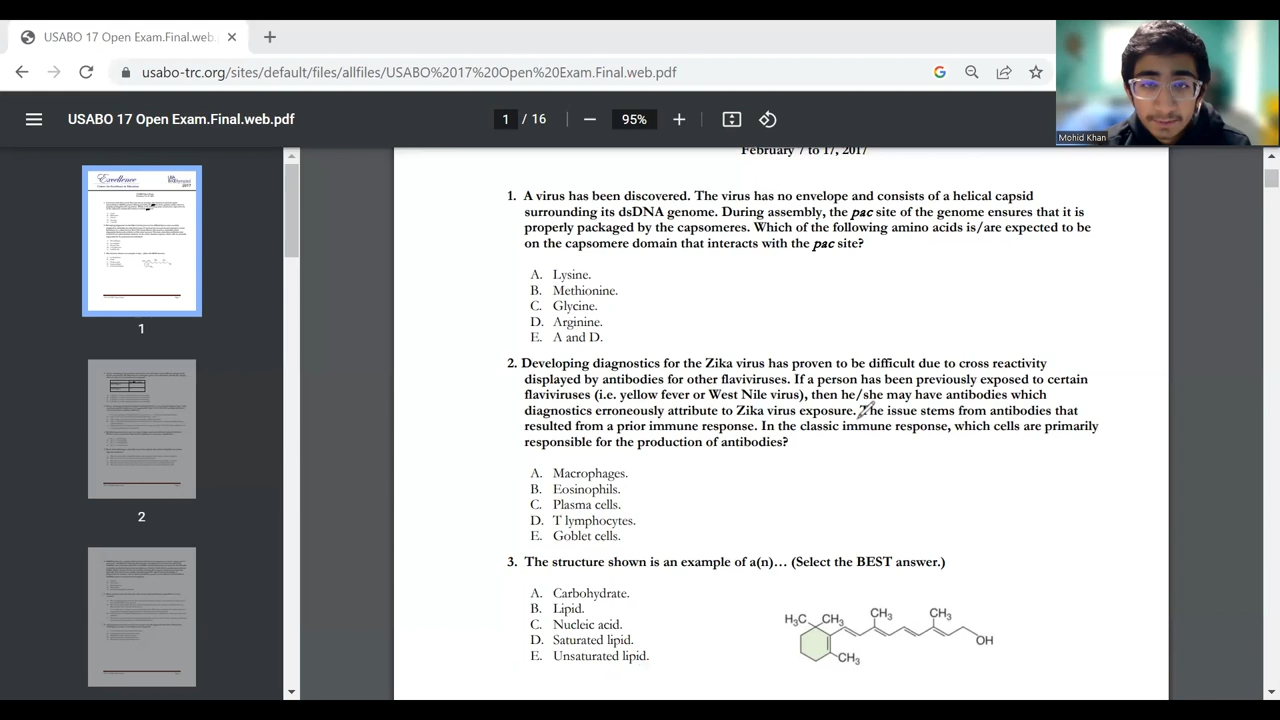 USABO 17 Open Exam.Final.web.
usabo-trc.org/sites/default/files/allfiles/USABO%2017%20Open%20Exam.Final.web.pdf
USABO 17 Open Exam.Final.web.pdf
1 / 16
95%
Mohid Khan
February 7 to 17, 2017
1. A virus has been discovered. The virus has no envelope and consists of a helical capsid
surrounding its dsDNA genome. During assembly, the pac site of the genome ensures that it is
properly packaged by the capsomeres. Which of the following amino acids is/are expected to be
on the capsomere domain that interacts with the pac site?
A. Lysine.
B. Methionine.
C. Glycine.
D. Arginine.
E. A and D.
2. Developing diagnostics for the Zika virus has proven to be difficult due to cross reactivity
displayed by antibodies for other flaviviruses. If a person has been previously exposed to certain
flaviviruses (i.e. yellow fever or West Nile virus), then he/she may have antibodies which
diagnostics erroneously attribute to Zika virus exposure. The issue stems from antibodies that
resulted from a prior immune response. In the classic immune response, which cells are primarily
responsible for the production of antibodies?
A. Macrophages.
B. Eosinophils.
C. Plasma cells.
D. T lymphocytes.
E. Goblet cells.
3. The structure shown is an example of a(n)… (Select the BEST answer.)
A. Carbohydrate.
B. Lipid.
C. Nucleic acid.
D. Saturated lipid.
E. Unsaturated lipid.
H₃C CH₃ CH₃ CH₃
OH
CH₃
Excellence
1
2